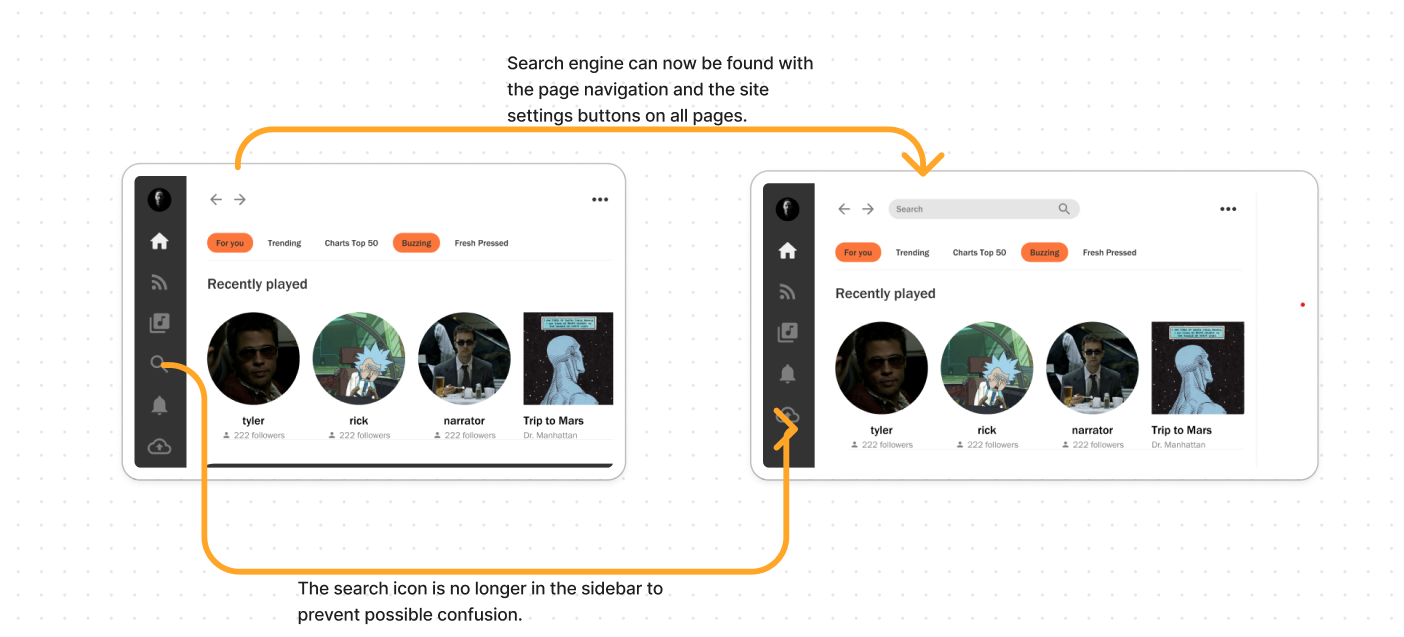 Search engine can now be found with
the page navigation and the site
settings buttons on all pages.
For you Trending Charts Top 50 Buzzing Fresh Pressed
Recently played
tyler rick narrator Trip to Mars
222 followers 222 followers 222 followers Dr. Manhattan
Search
For you Trending Charts Top 50 Buzzing Fresh Pressed
Recently played
tyler rick narrator Trip to Mars
222 followers 222 followers 222 followers Dr. Manhattan
The search icon is no longer in the sidebar to
prevent possible confusion.